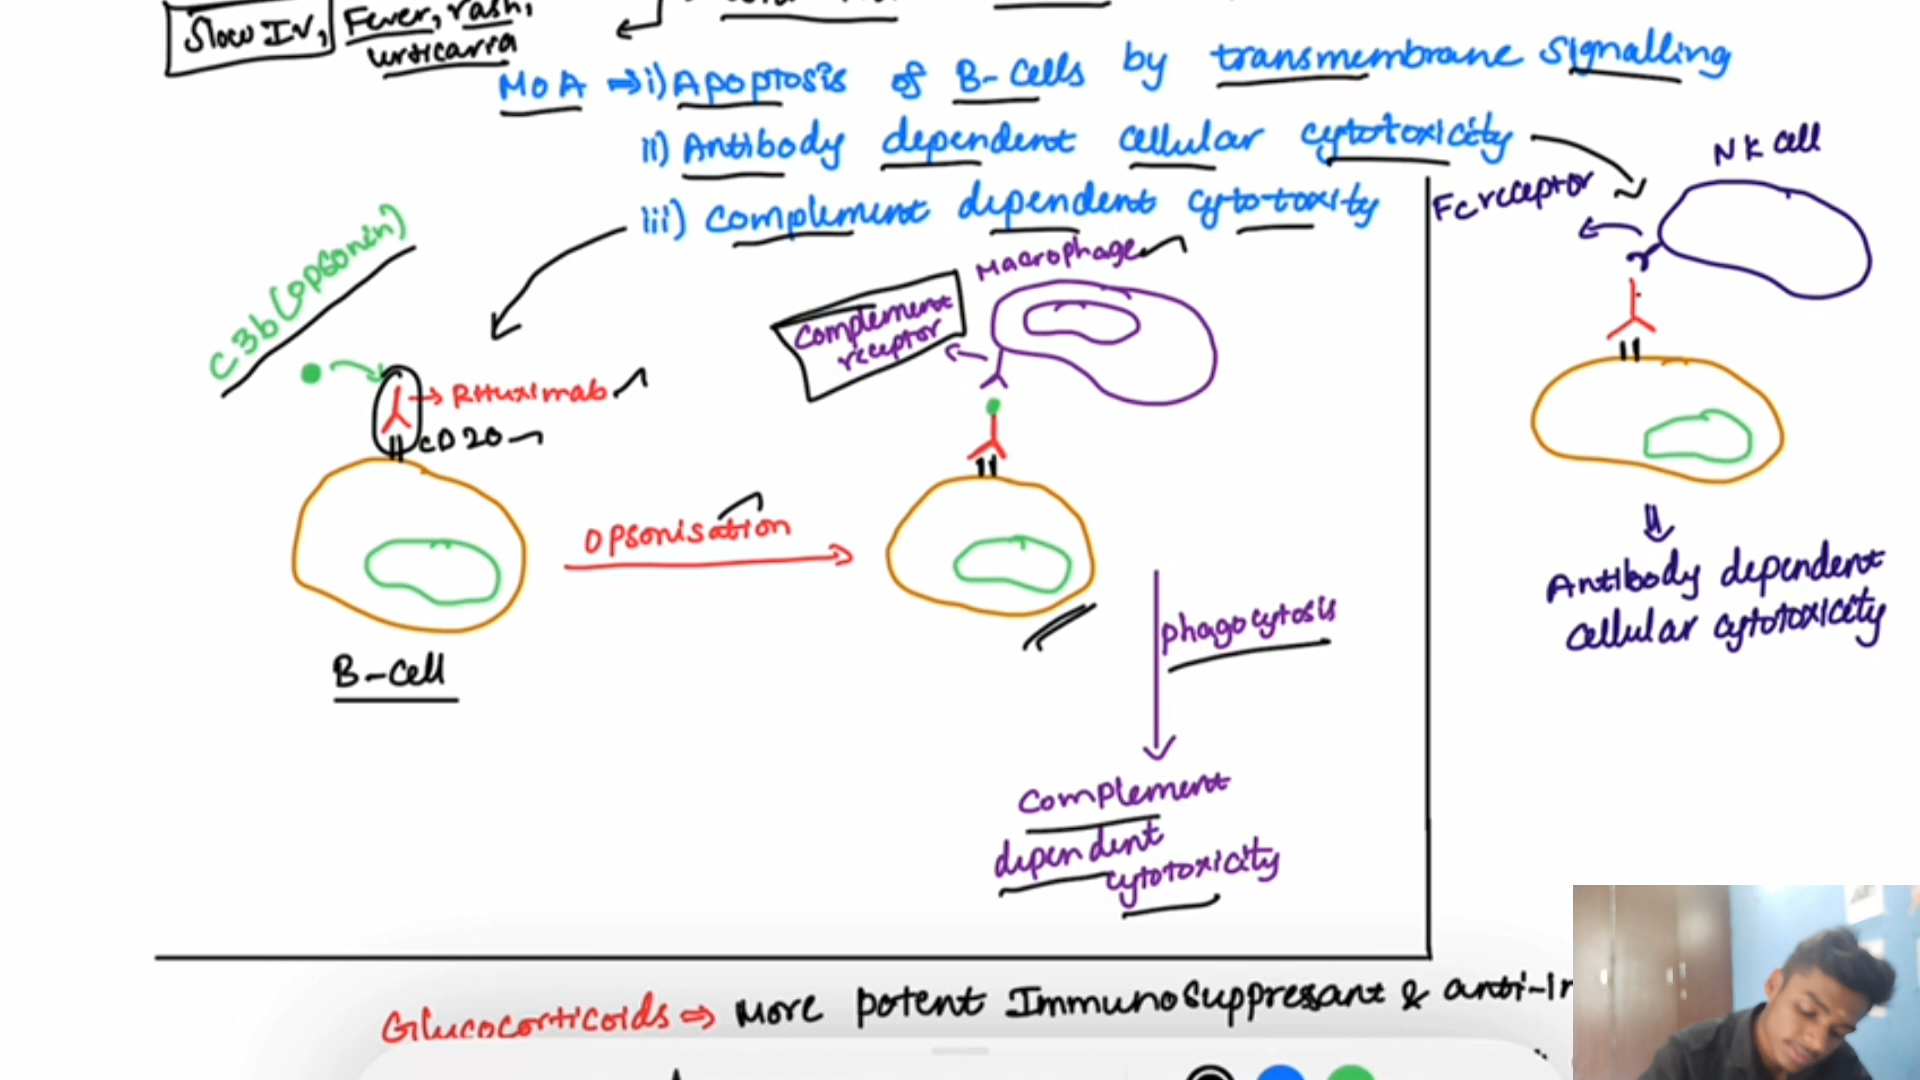 Slow IV, Fever, rash,
urticaria
MOA ⇒ i) Apoptosis of B-cells by transmembrane signalling
ii) Antibody dependent cellular cytotoxicity
iii) complement dependent cytotoxity
NK cell
Fc receptor
C3b (opsonin)
Macrophage
complement
receptor
→ Rituximab
CD20
opsonisation
B-cell
phagocytosis
complement
dependent
cytotoxicity
⇓
Antibody dependent
cellular cytotoxicity
Glucocorticoids ⇒ More potent Immunosuppresant & anti-in